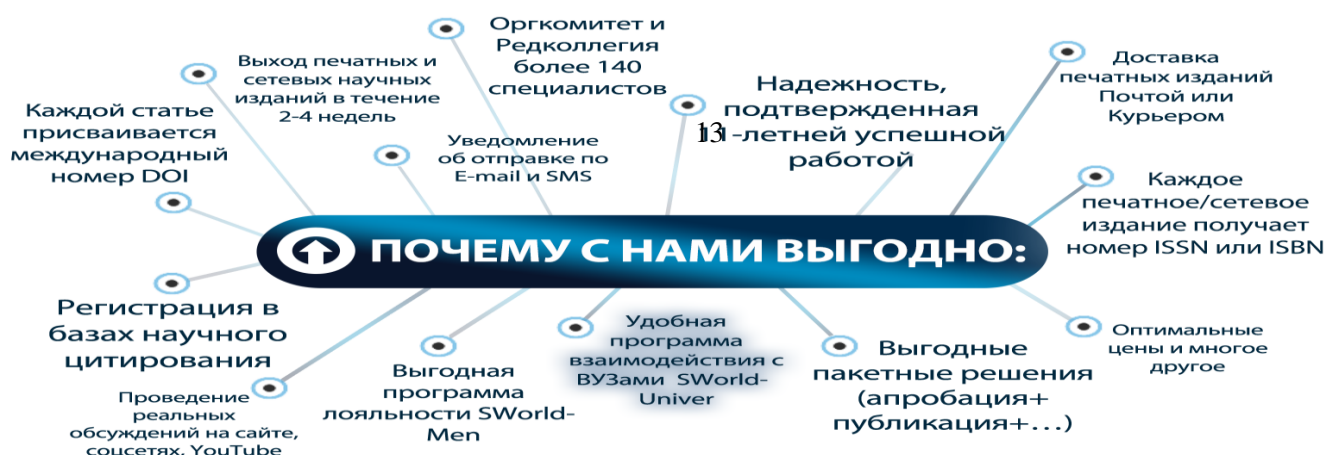 Оргкомитет и
Редколлегия
более 140
специалистов
Выход печатных и
сетевых научных
изданий в течение
2-4 недель
Каждой статье
присваивается
международный
номер DOI
Уведомление
об отправке по
E-mail и SMS
Надежность,
подтвержденная
-летней успешной
работой
Доставка
печатных изданий
Почтой или
Курьером
Каждое
печатное/сетевое
издание получает
номер ISSN или ISBN
ПОЧЕМУ С НАМИ ВЫГОДНО:
Регистрация в
базах научного
цитирования
Проведение
реальных
обсуждений на сайте,
соцсетях, YouTube
Выгодная
программа
лояльности SWorld-
Men
Удобная
программа
взаимодействия с
ВУЗами SWorld-
Univer
Выгодные
пакетные решения
(апробация+
публикация+...)
Оптимальные
цены и многое
другое